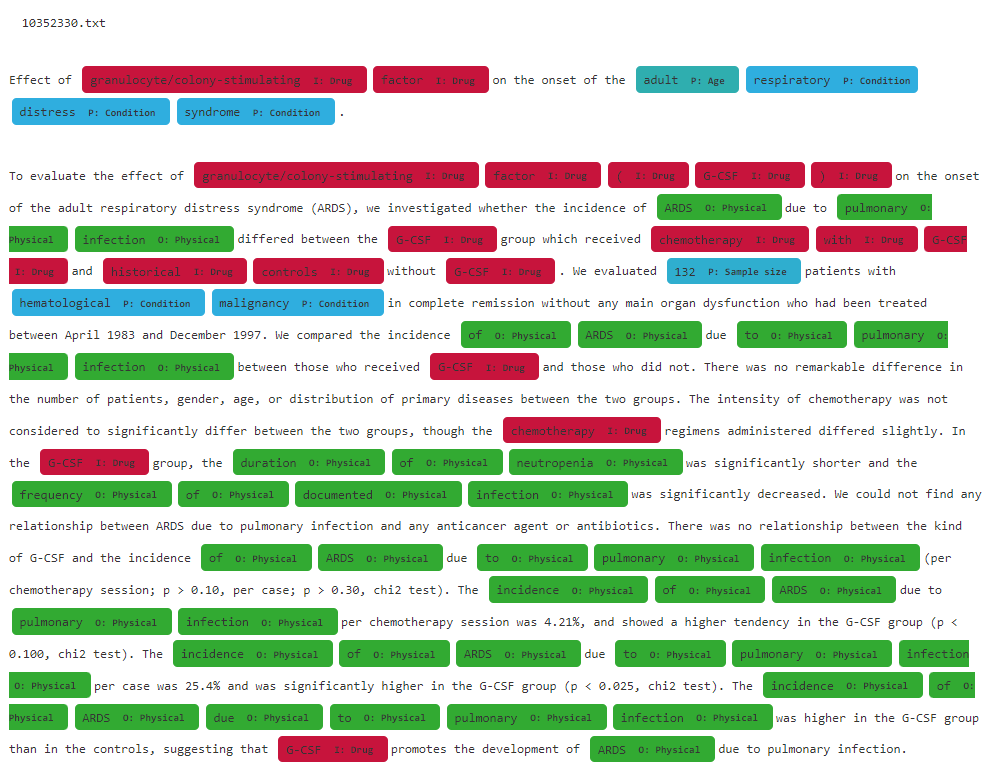 10352330.txt
Effect of granulocyte/colony-stimulating I: Drug factor I: Drug on the onset of the adult P: Age respiratory P: Condition
distress P: Condition syndrome P: Condition .
To evaluate the effect of granulocyte/colony-stimulating I: Drug factor I: Drug ( I: Drug G-CSF I: Drug ) I: Drug on the onset
of the adult respiratory distress syndrome (ARDS), we investigated whether the incidence of ARDS O: Physical due to pulmonary O:
Physical infection O: Physical differed between the G-CSF I: Drug group which received chemotherapy I: Drug with I: Drug G-CSF
I: Drug and historical I: Drug controls I: Drug without G-CSF I: Drug . We evaluated 132 P: Sample size patients with
hematological P: Condition malignancy P: Condition in complete remission without any main organ dysfunction who had been treated
between April 1983 and December 1997. We compared the incidence of O: Physical ARDS O: Physical due to O: Physical pulmonary O:
Physical infection O: Physical between those who received G-CSF I: Drug and those who did not. There was no remarkable difference in
the number of patients, gender, age, or distribution of primary diseases between the two groups. The intensity of chemotherapy was not
considered to significantly differ between the two groups, though the chemotherapy I: Drug regimens administered differed slightly. In
the G-CSF I: Drug group, the duration O: Physical of O: Physical neutropenia O: Physical was significantly shorter and the
frequency O: Physical of O: Physical documented O: Physical infection O: Physical was significantly decreased. We could not find any
relationship between ARDS due to pulmonary infection and any anticancer agent or antibiotics. There was no relationship between the kind
of G-CSF and the incidence of O: Physical ARDS O: Physical due to O: Physical pulmonary O: Physical infection O: Physical (per
chemotherapy session; p > 0.10, per case; p > 0.30, chi2 test). The incidence O: Physical of O: Physical ARDS O: Physical due to
pulmonary O: Physical infection O: Physical per chemotherapy session was 4.21%, and showed a higher tendency in the G-CSF group (p <
0.100, chi2 test). The incidence O: Physical of O: Physical ARDS O: Physical due to O: Physical pulmonary O: Physical infection
O: Physical per case was 25.4% and was significantly higher in the G-CSF group (p < 0.025, chi2 test). The incidence O: Physical of O:
Physical ARDS O: Physical due O: Physical to O: Physical pulmonary O: Physical infection O: Physical was higher in the G-CSF group
than in the controls, suggesting that G-CSF I: Drug promotes the development of ARDS O: Physical due to pulmonary infection.